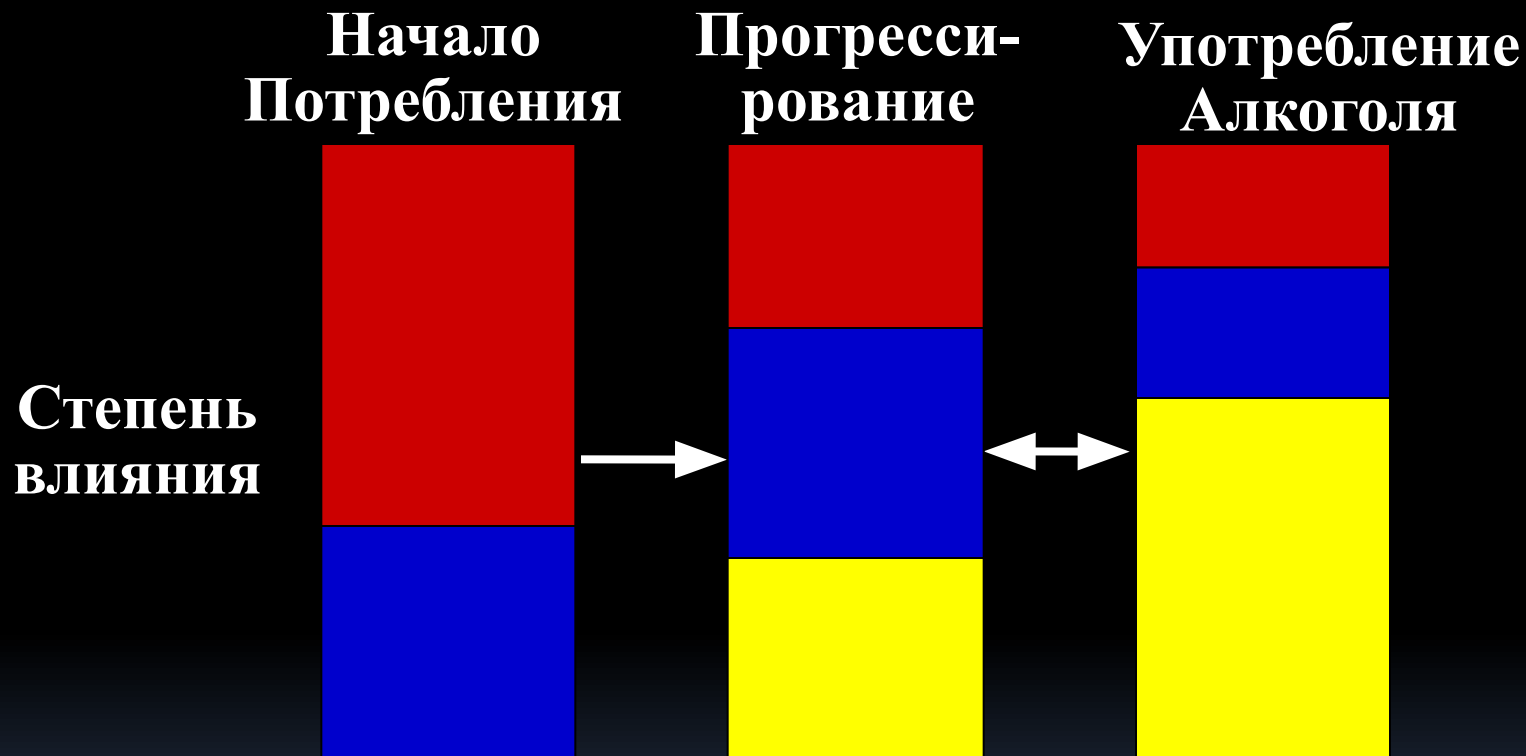 Начало
Потребления
Прогресси-
рование
Употребление
Алкоголя
Степень
влияния